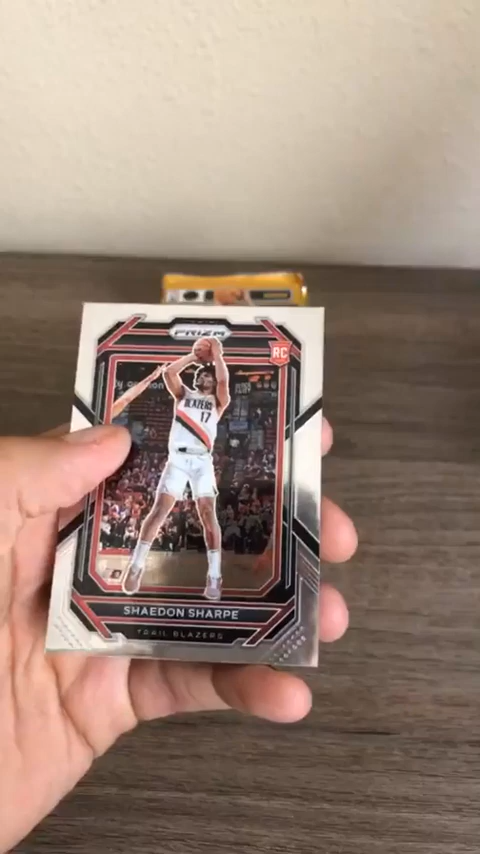 PRIZM
RC
BLAZERS
17
SHAEDON SHARPE
TRAIL BLAZERS